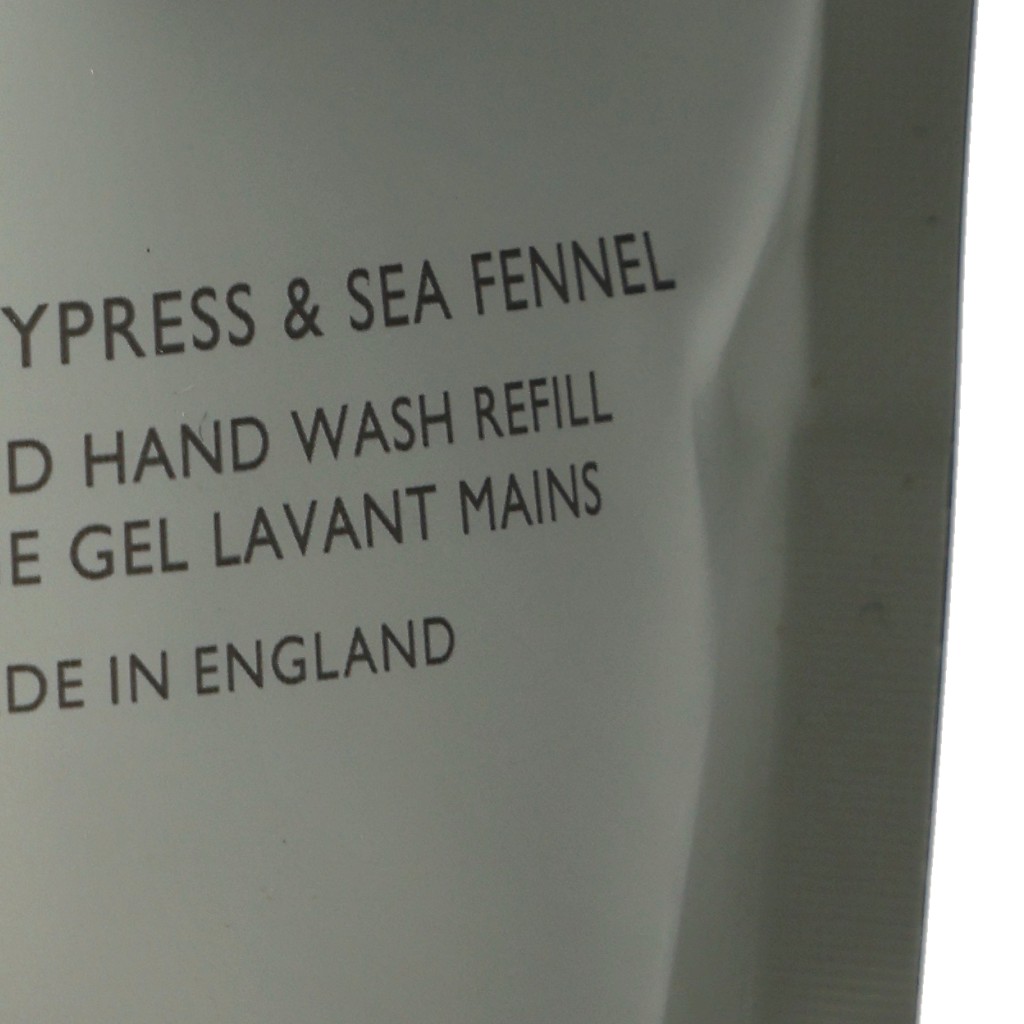 YPRESS & SEA FENNEL
D HAND WASH REFILL
E GEL LAVANT MAINS
DE IN ENGLAND